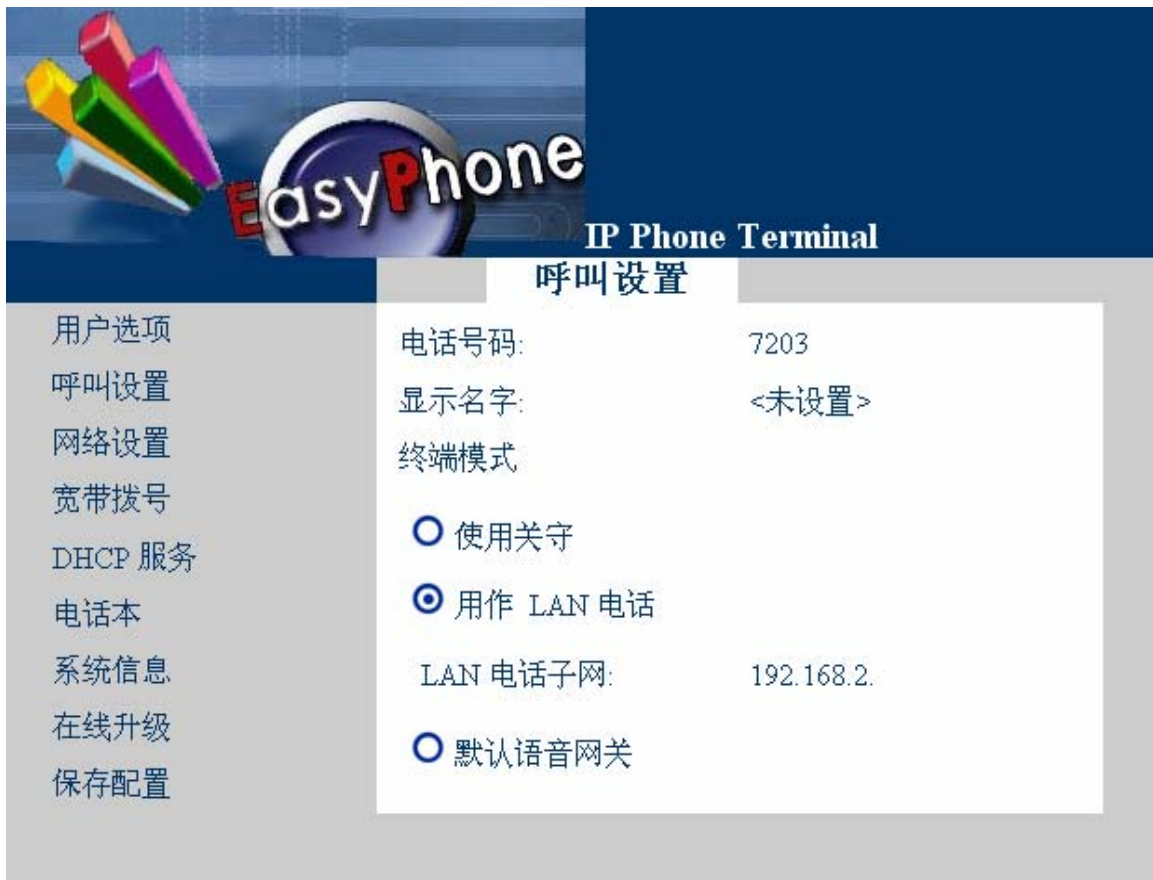 EasyPhone
IP Phone Terminal
呼叫设置
用户选项
呼叫设置
网络设置
宽带拨号
DHCP 服务
电话本
系统信息
在线升级
保存配置
电话号码: 7203
显示名字: <未设置>
终端模式
使用关守
用作 LAN 电话
LAN 电话子网: 192.168.2.
默认语音网关